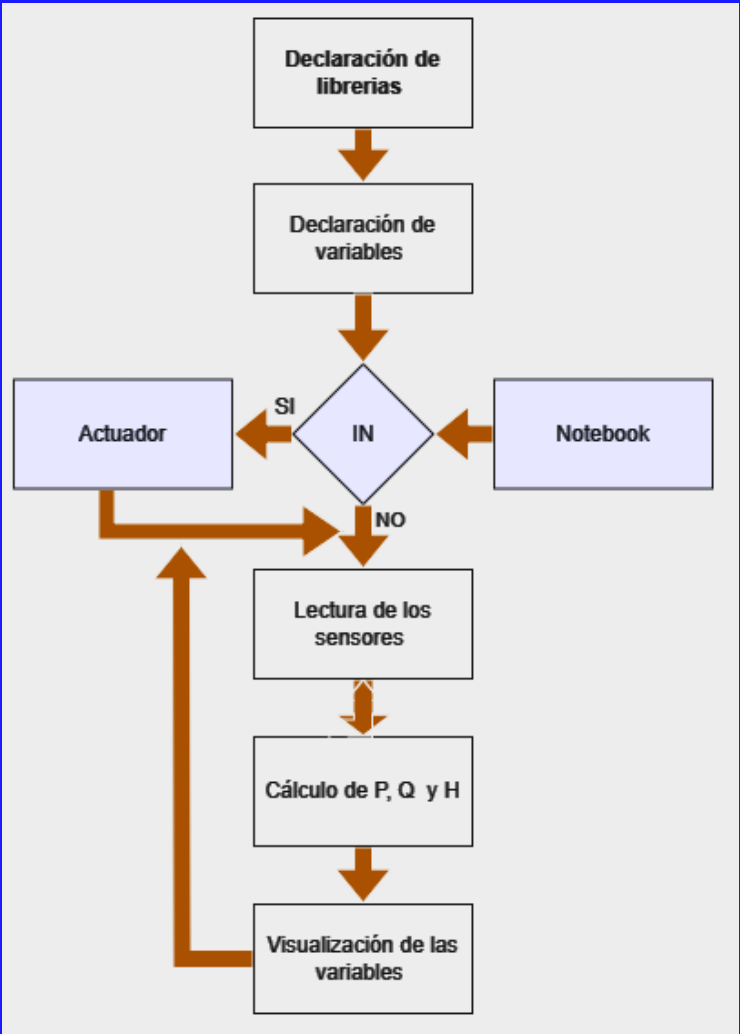 Declaración de
librerias
Declaración de
variables
SI
Actuador
IN
Notebook
NO
Lectura de los
sensores
Cálculo de P, Q y H
Visualización de las
variables